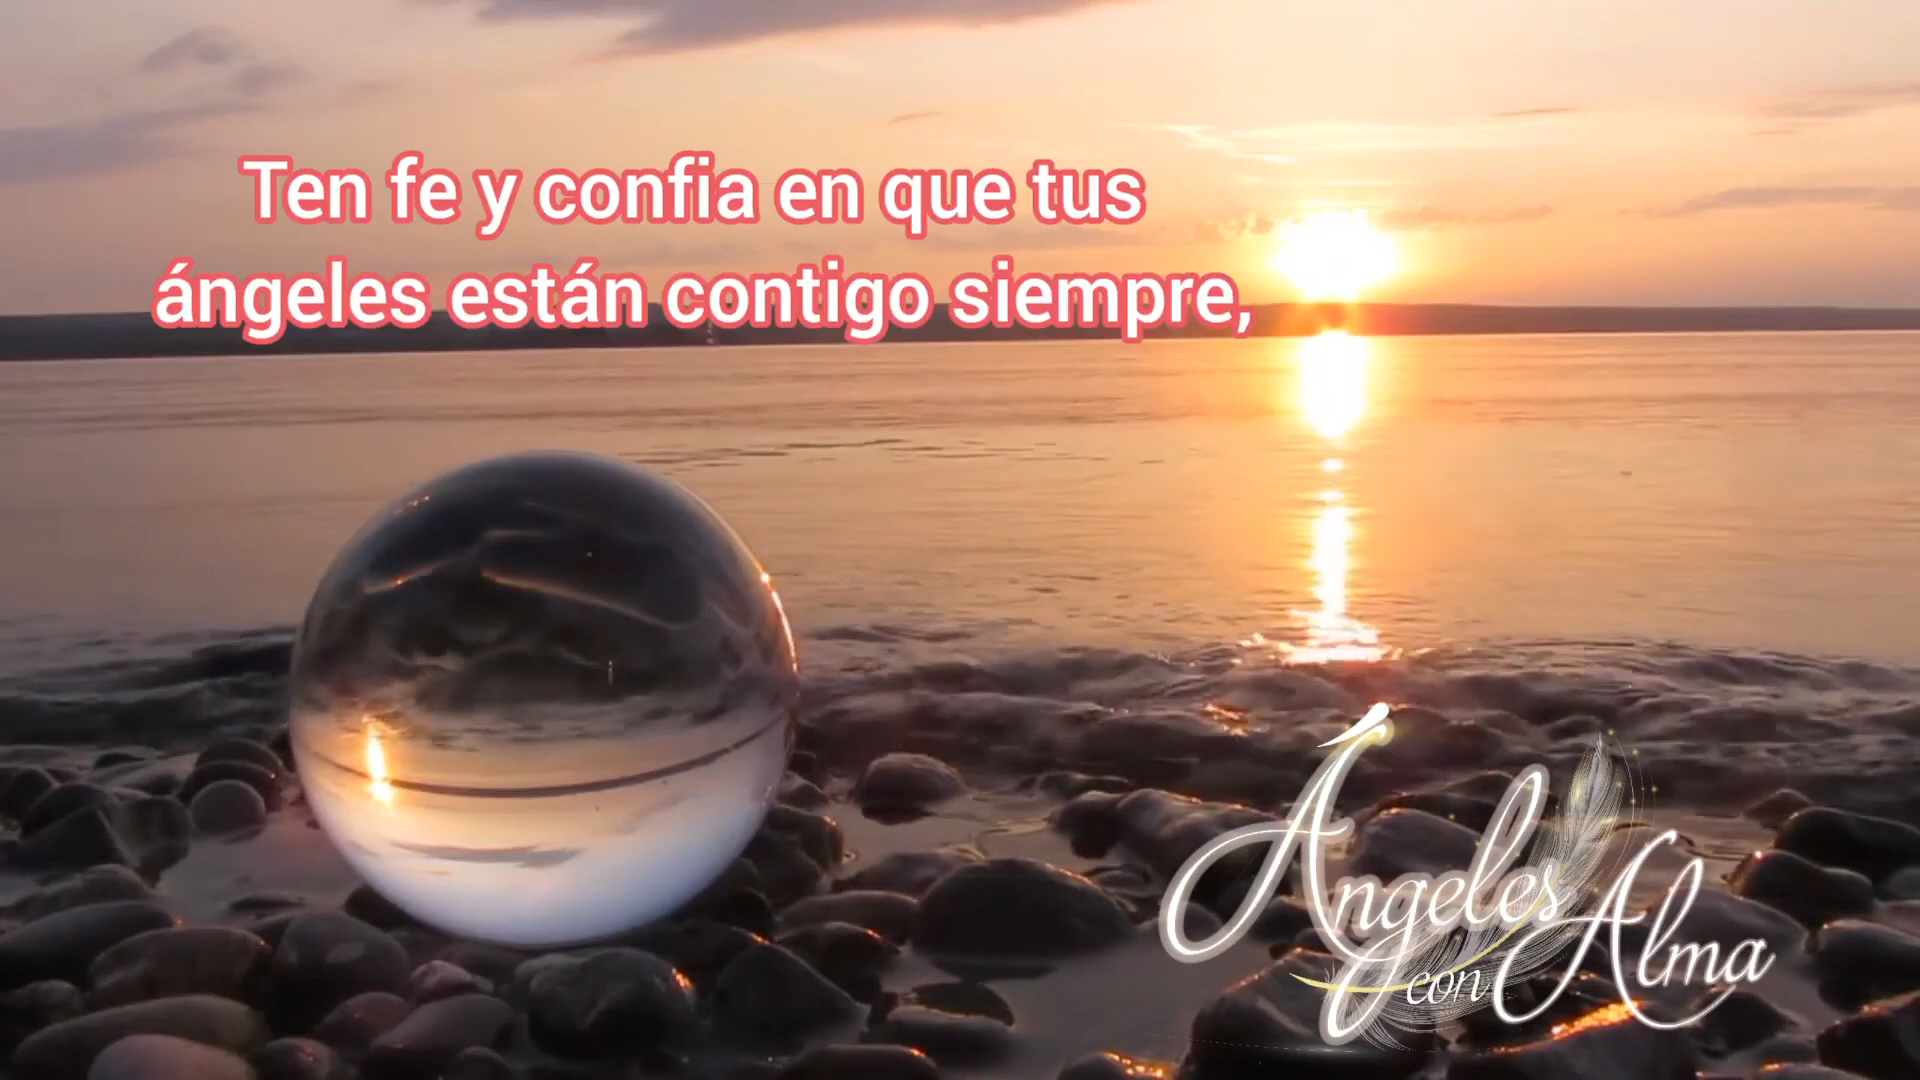 Ten fe y confia en que tus
ángeles están contigo siempre,
Ángeles
con Alma